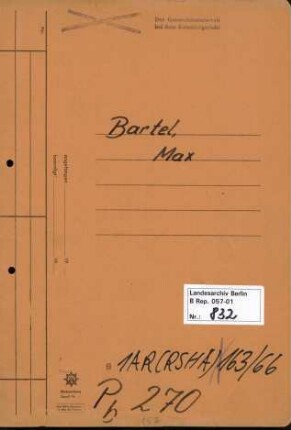 Der Generalstaatsanwalt
bei dem Kammergericht
Bartel,
Max
Landesarchiv Berlin
B Rep. 057-01
Nr.: 832
1AR(RSHA) 163/66
Pb 270